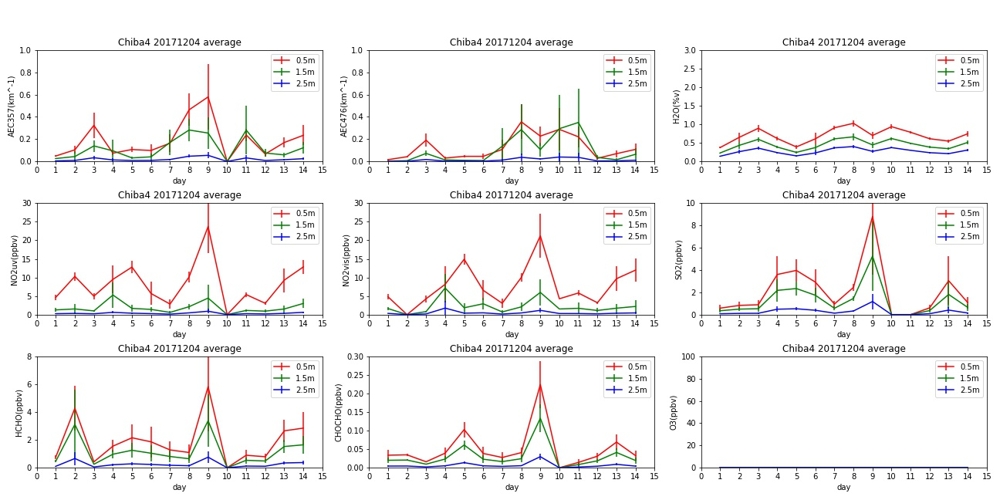 Chiba4 20171204 average
AEC357(km^-1)
1.0
0.8
0.6
0.4
0.2
0.0
0.5m
1.5m
2.5m
0 1 2 3 4 5 6 7 8 9 10 11 12 13 14 15
day
Chiba4 20171204 average
AEC476(km^-1)
1.0
0.8
0.6
0.4
0.2
0.0
0.5m
1.5m
2.5m
0 1 2 3 4 5 6 7 8 9 10 11 12 13 14 15
day
Chiba4 20171204 average
H2O(%v)
3.0
2.5
2.0
1.5
1.0
0.5
0.0
0.5m
1.5m
2.5m
0 1 2 3 4 5 6 7 8 9 10 11 12 13 14 15
day
Chiba4 20171204 average
NO2uv(ppbv)
30
25
20
15
10
5
0
0.5m
1.5m
2.5m
0 1 2 3 4 5 6 7 8 9 10 11 12 13 14 15
day
Chiba4 20171204 average
NO2vis(ppbv)
30
25
20
15
10
5
0
0.5m
1.5m
2.5m
0 1 2 3 4 5 6 7 8 9 10 11 12 13 14 15
day
Chiba4 20171204 average
SO2(ppbv)
10
8
6
4
2
0
0.5m
1.5m
2.5m
0 1 2 3 4 5 6 7 8 9 10 11 12 13 14 15
day
Chiba4 20171204 average
HCHO(ppbv)
8
6
4
2
0
0.5m
1.5m
2.5m
0 1 2 3 4 5 6 7 8 9 10 11 12 13 14 15
day
Chiba4 20171204 average
CHOCHO(ppbv)
0.30
0.25
0.20
0.15
0.10
0.05
0.00
0.5m
1.5m
2.5m
0 1 2 3 4 5 6 7 8 9 10 11 12 13 14 15
day
Chiba4 20171204 average
O3(ppbv)
100
80
60
40
20
0
0.5m
1.5m
2.5m
0 1 2 3 4 5 6 7 8 9 10 11 12 13 14 15
day